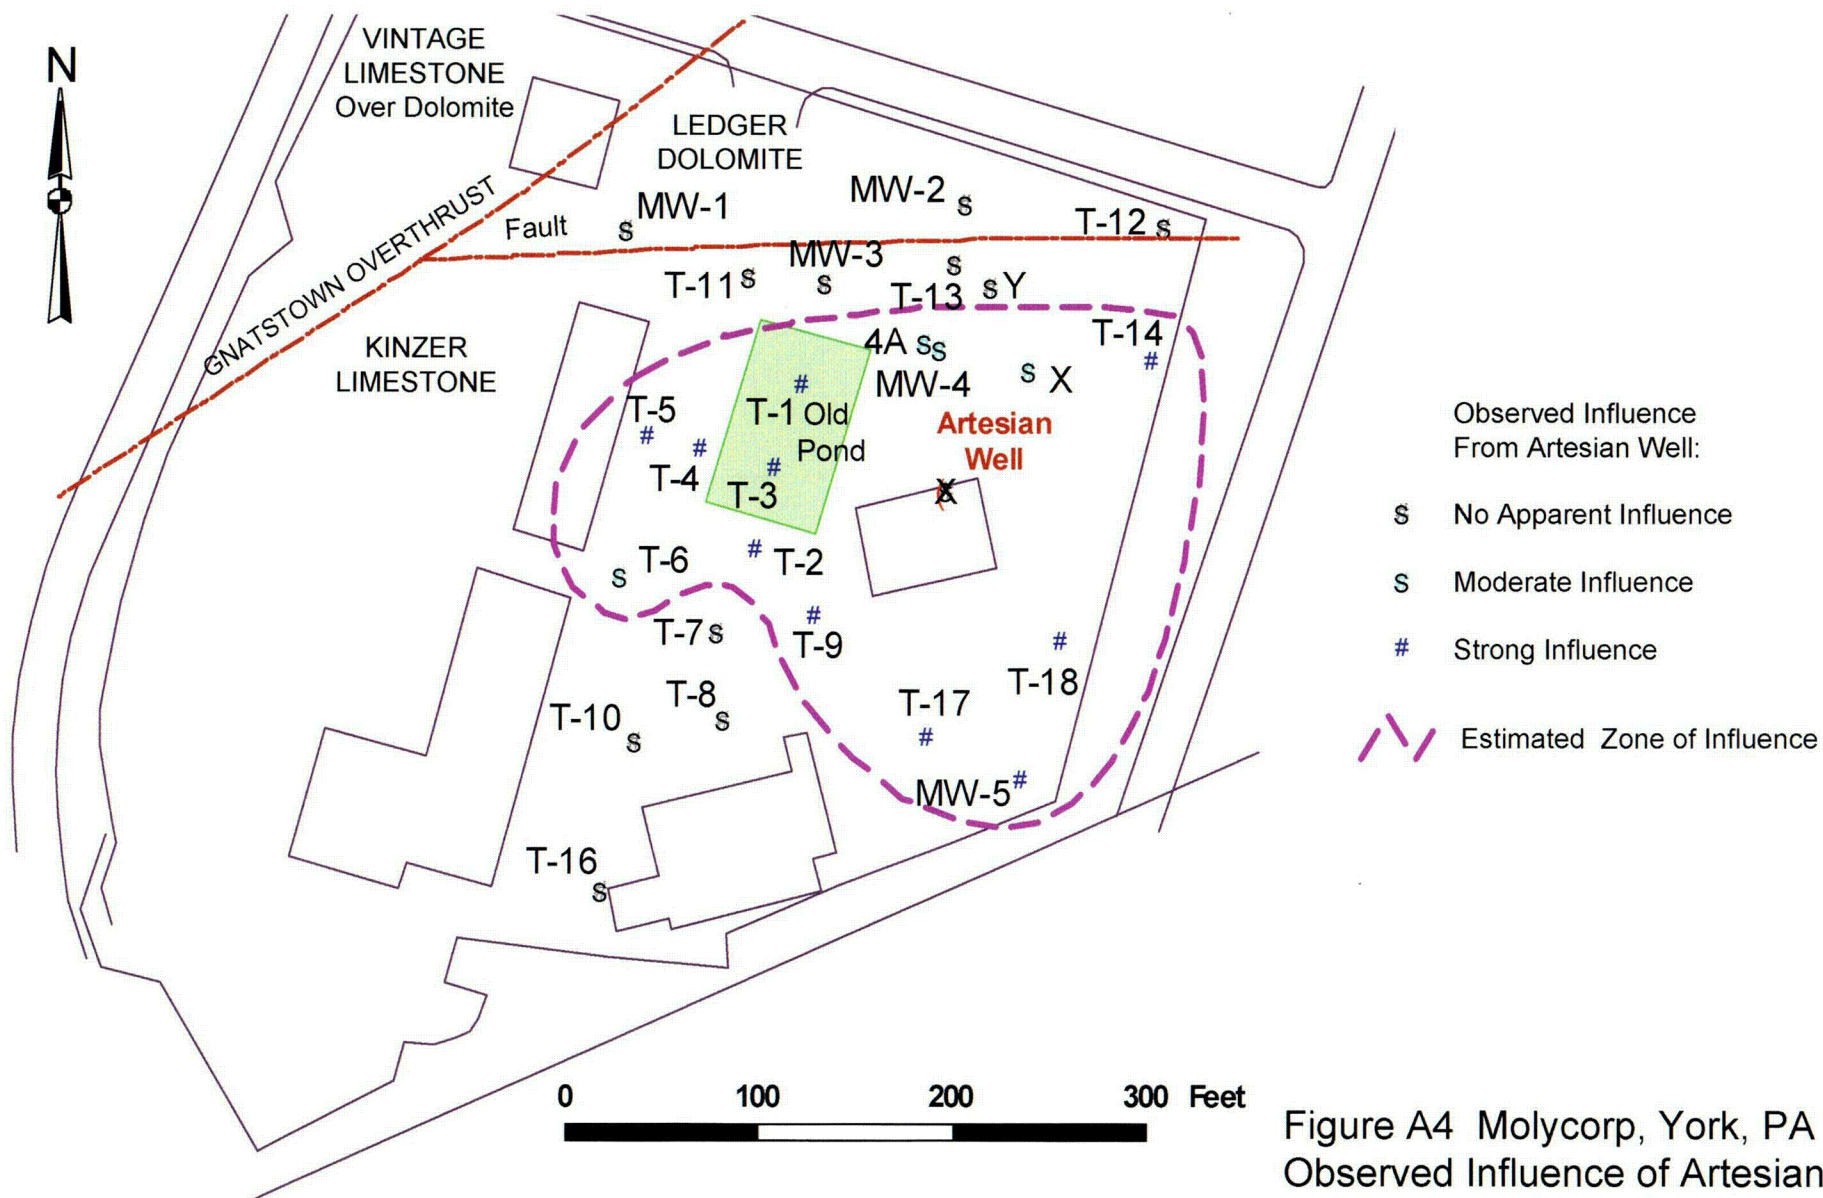 N
VINTAGE
LIMESTONE
Over Dolomite
LEDGER
DOLOMITE
MW-1
MW-2
T-12
Fault
GNATSTOWN OVERTHRUST
MW-3
T-11
T-13
Y
KINZER
LIMESTONE
4A
T-14
MW-4
X
T-5
T-1
Old
Pond
Artesian
Well
X
T-4
T-3
T-6
T-2
T-7
T-9
T-8
T-10
T-17
T-18
MW-5
T-16
Observed Influence
From Artesian Well:
S No Apparent Influence
S Moderate Influence
# Strong Influence
Estimated Zone of Influence
0 100 200 300 Feet
Figure A4 Molycorp, York, PA
Observed Influence of Artesian